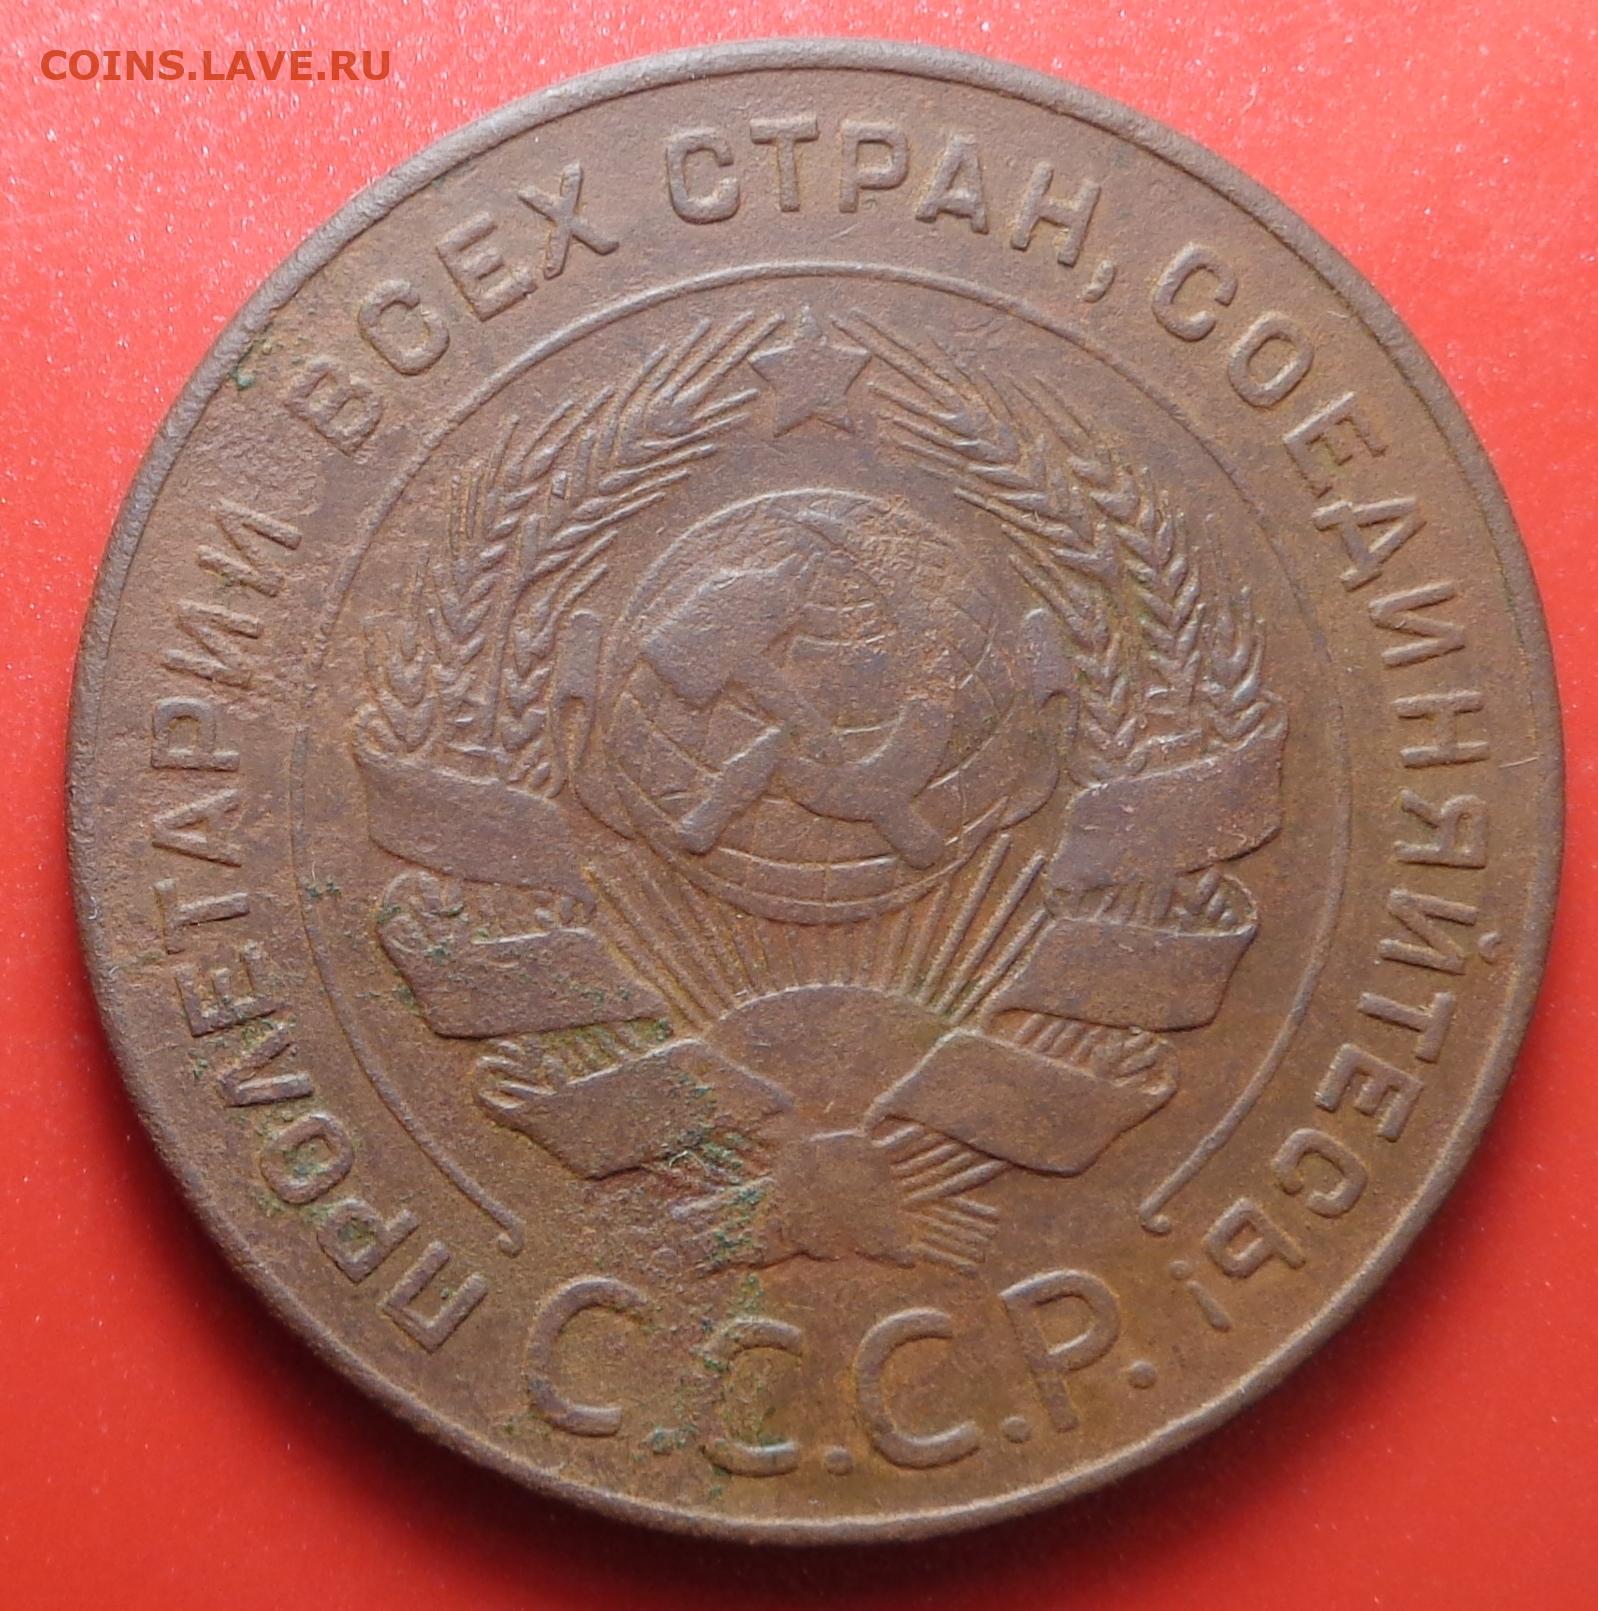 COINS.LAVE.RU
ПРОЛЕТАРИИ ВСЕХ СТРАН, СОЕДИНЯЙТЕСЬ!
С.С.С.Р.